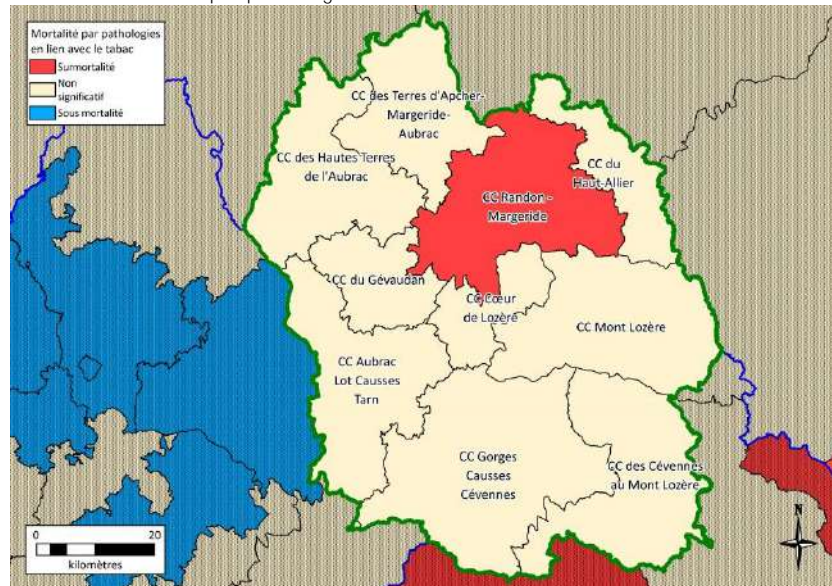 Mortalité par pathologies
en lien avec le tabac
Surmortalité
Non
significatif
Sous mortalité
CC des Terres d'Apcher-
Margeride-
Aubrac
CC des Hautes Terres
de l'Aubrac
CC du
Haut-Allier
CC Randon -
Margeride
CC du Gévaudan
CC Cœur
de Lozère
CC Mont Lozère
CC Aubrac
Lot Causses
Tarn
CC Gorges
Causses
Cévennes
CC des Cévennes
au Mont Lozère
0 20
kilomètres
N